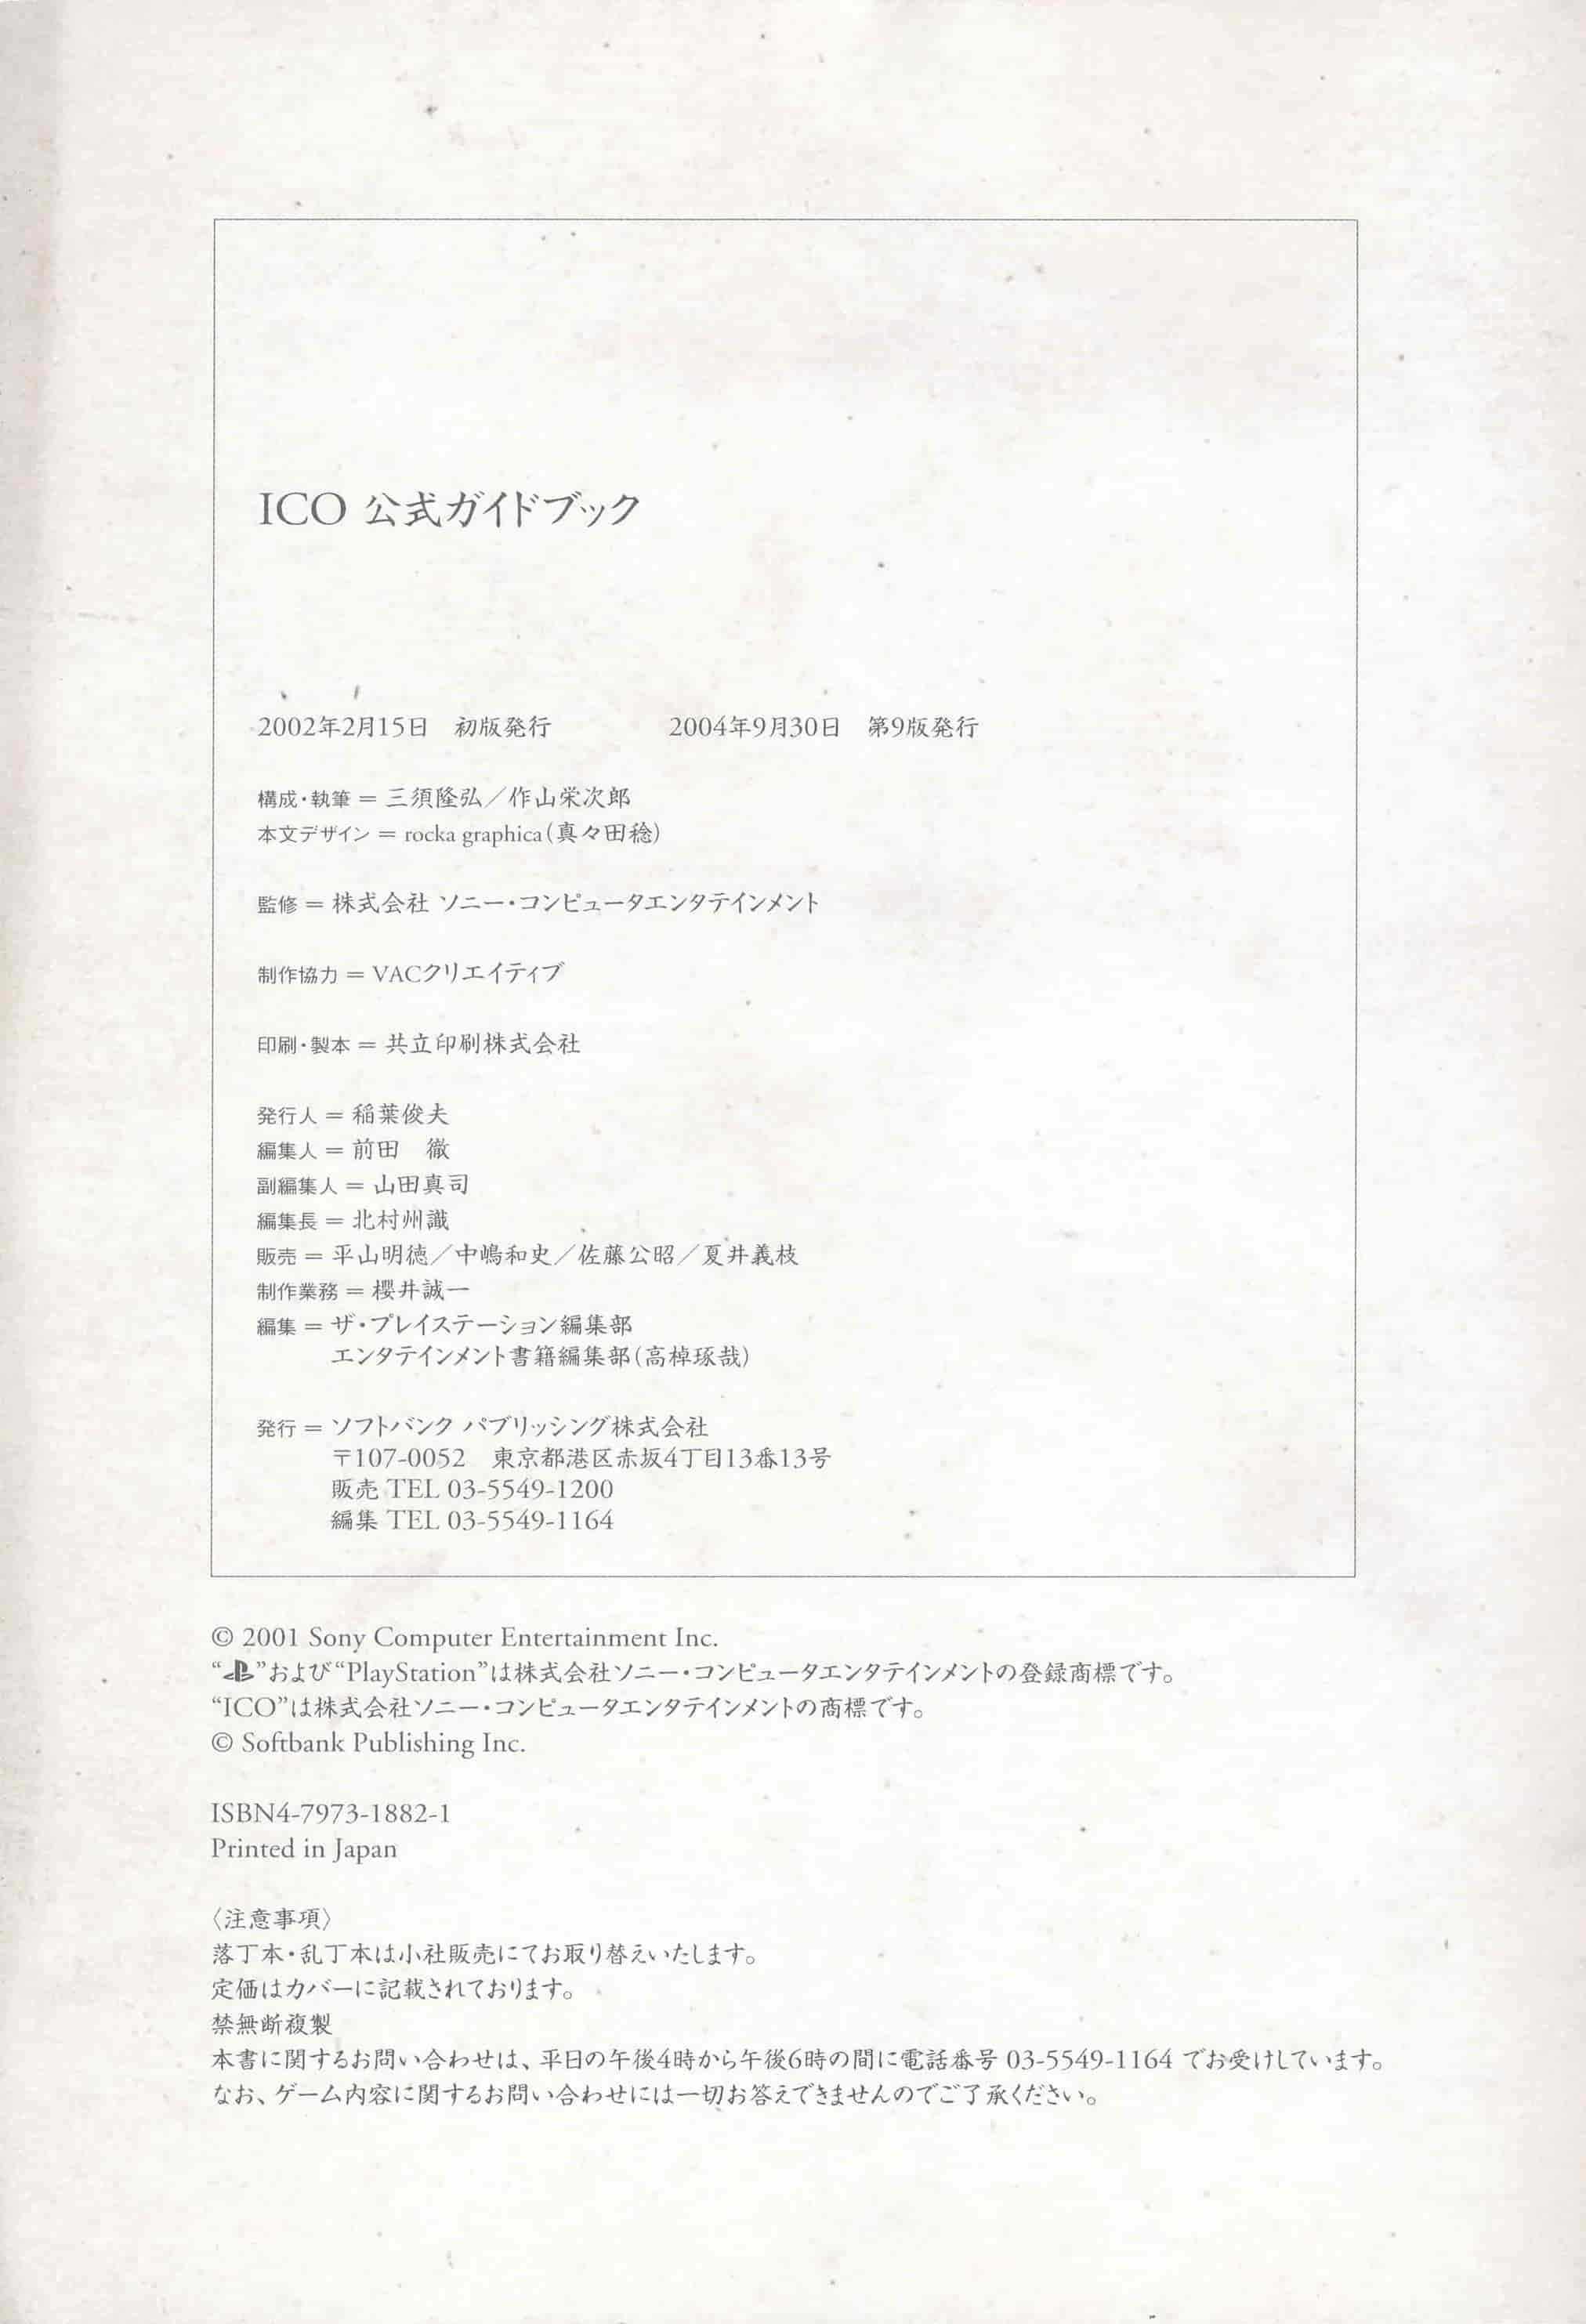 ICO 公式ガイドブック
2002年2月15日　初版発行　　　2004年9月30日　第9版発行
構成・執筆 = 三須隆弘／作山栄次郎
本文デザイン = rocka graphica（真々田稔）
監修 = 株式会社 ソニー・コンピュータエンタテインメント
制作協力 = VACクリエイティブ
印刷・製本 = 共立印刷株式会社
発行人 = 稲葉俊夫
編集人 = 前田　徹
副編集人 = 山田真司
編集長 = 北村州識
販売 = 平山明徳／中嶋和史／佐藤公昭／夏井義枝
制作業務 = 櫻井誠一
編集 = ザ・プレイステーション編集部
エンタテインメント書籍編集部（高棹琢哉）
発行 = ソフトバンク パブリッシング株式会社
〒107-0052　東京都港区赤坂4丁目13番13号
販売 TEL 03-5549-1200
編集 TEL 03-5549-1164
© 2001 Sony Computer Entertainment Inc.
“ ”および“PlayStation”は株式会社ソニー・コンピュータエンタテインメントの登録商標です。
“ICO”は株式会社ソニー・コンピュータエンタテインメントの商標です。
© Softbank Publishing Inc.
ISBN4-7973-1882-1
Printed in Japan
〈注意事項〉
落丁本・乱丁本は小社販売にてお取り替えいたします。
定価はカバーに記載されております。
禁無断複製
本書に関するお問い合わせは、平日の午後4時から午後6時の間に電話番号 03-5549-1164 でお受けしています。
なお、ゲーム内容に関するお問い合わせには一切お答えできませんのでご了承ください。